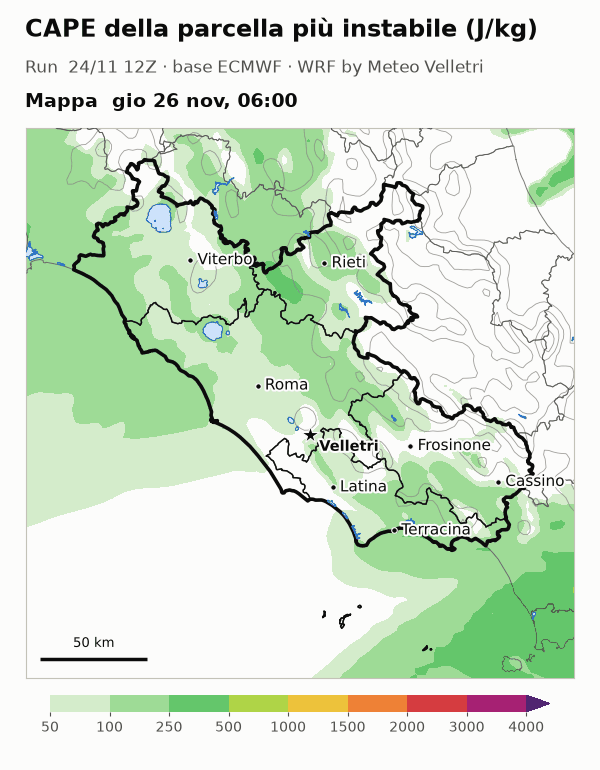 CAPE della parcella più instabile (J/kg)
Run  24/11 12Z · base ECMWF · WRF by Meteo Velletri
Mappa  gio 26 nov, 06:00
Viterbo
Rieti
Roma
Velletri
Frosinone
Cassino
Latina
Terracina
50 km
50 100 250 500 1000 1500 2000 3000 4000